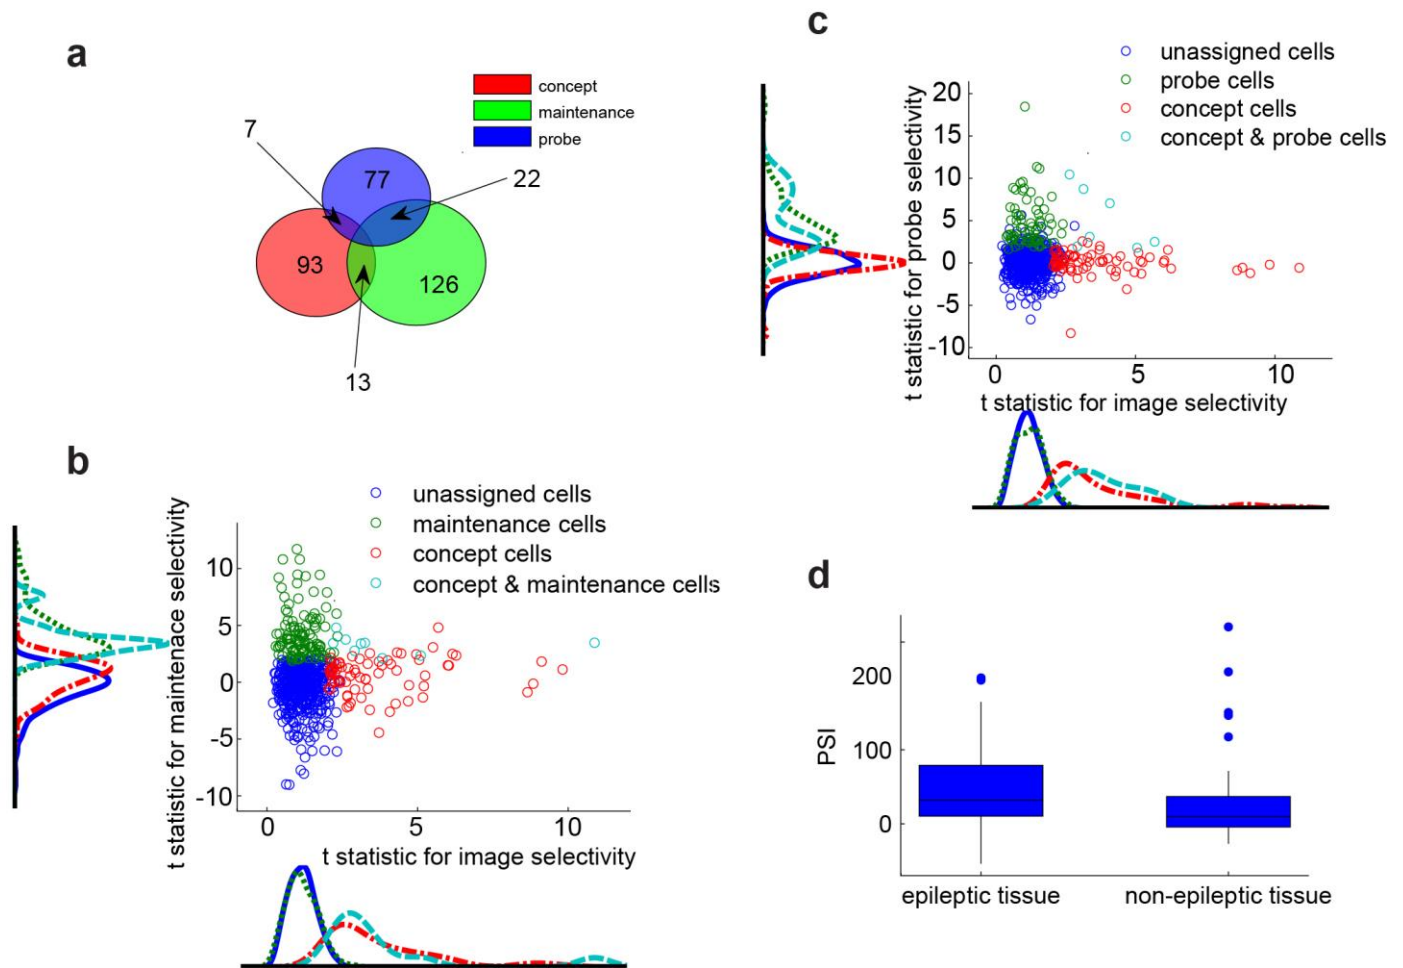 a
concept
maintenance
probe
7
77
22
93
126
13
b
unassigned cells
maintenance cells
concept cells
concept & maintenance cells
t statistic for maintenace selectivity
10
5
0
-5
-10
0 5 10
t statistic for image selectivity
c
unassigned cells
probe cells
concept cells
concept & probe cells
t statistic for probe selectivity
20
15
10
5
0
-5
-10
0 5 10
t statistic for image selectivity
d
PSI
200
100
0
epileptic tissue non-epileptic tissue